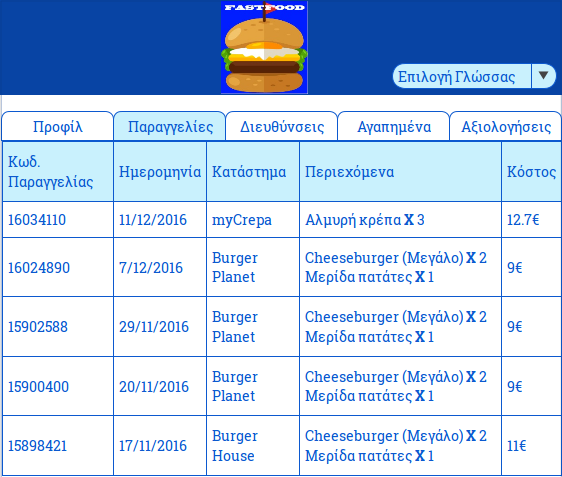 FASTFOOD
Επιλογή Γλώσσας
Προφίλ Παραγγελίες Διευθύνσεις Αγαπημένα Αξιολογήσεις
Κωδ.
Παραγγελίας Ημερομηνία Κατάστημα Περιεχόμενα Κόστος
16034110 11/12/2016 myCrepa Αλμυρή κρέπα X 3 12.7€
16024890 7/12/2016 Burger Planet Cheeseburger (Μεγάλο) X 2 9€
Μερίδα πατάτες X 1
15902588 29/11/2016 Burger Planet Cheeseburger (Μεγάλο) X 2 9€
Μερίδα πατάτες X 1
15900400 20/11/2016 Burger Planet Cheeseburger (Μεγάλο) X 2 9€
Μερίδα πατάτες X 1
15898421 17/11/2016 Burger House Cheeseburger (Μεγάλο) X 2 11€
Μερίδα πατάτες X 1